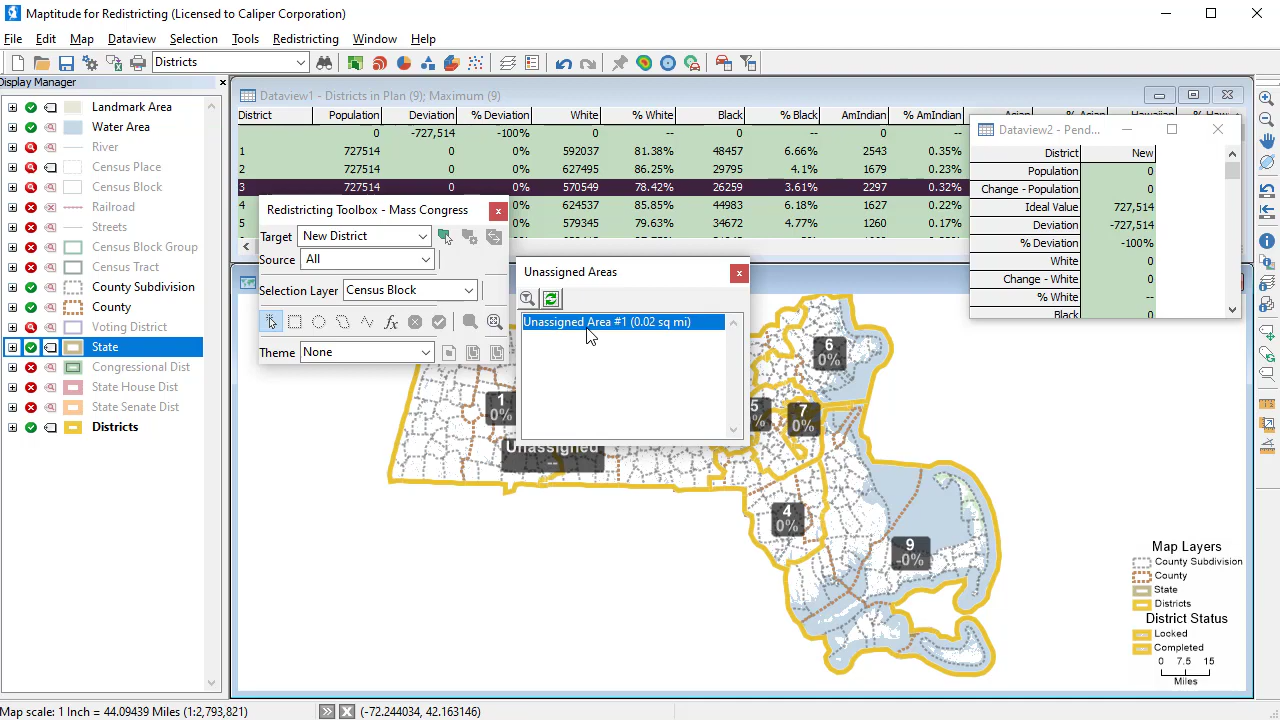 Maptitude for Redistricting (Licensed to Caliper Corporation)
File Edit Map Dataview Selection Tools Redistricting Window Help
Districts
Display Manager
Landmark Area
Water Area
River
Census Place
Census Block
Railroad
Streets
Census Block Group
Census Tract
County Subdivision
County
Voting District
State
Congressional Dist
State House Dist
State Senate Dist
Districts
Dataview1 - Districts in Plan (9); Maximum (9)
District Population Deviation % Deviation White % White Black % Black AmIndian % AmIndian
0 -727,514 -100% 0 -- 0 -- 0 --
1 727514 0 0% 592037 81.38% 48457 6.66% 2543 0.35%
2 727514 0 0% 627495 86.25% 29795 4.1% 1679 0.23%
3 727514 0 0% 570549 78.42% 26259 3.61% 2297 0.32%
4 624537 85.85% 44983 6.18% 1627 0.22%
5 579345 79.63% 34672 4.77% 1260
Dataview2 - Pend...
District New
Population 0
Change - Population 0
Ideal Value 727,514
Deviation -727,514
% Deviation -100%
White 0
Change - White 0
% White --
Black 0
Redistricting Toolbox - Mass Congress
Target New District
Source All
Selection Layer Census Block
Theme None
Unassigned Areas
Unassigned Area #1 (0.02 sq mi)
6
0%
1
0%
5
%
7
0%
Unassigned
--
4
0%
9
-0%
Map Layers
County Subdivision
County
State
Districts
District Status
Locked
Completed
0 7.5 15
Miles
Map scale: 1 Inch = 44.09439 Miles (1:2,793,821) (-72.244034, 42.163146)